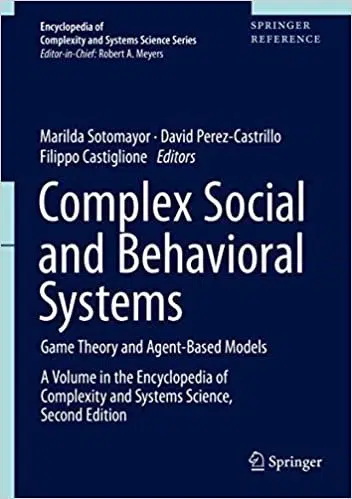 Encyclopedia of
Complexity and Systems Science Series
Editor-in-Chief: Robert A. Meyers
SPRINGER
REFERENCE
Marilda Sotomayor · David Perez-Castrillo
Filippo Castiglione Editors
Complex Social
and Behavioral
Systems
Game Theory and Agent-Based Models
A Volume in the Encyclopedia of
Complexity and Systems Science,
Second Edition
Springer